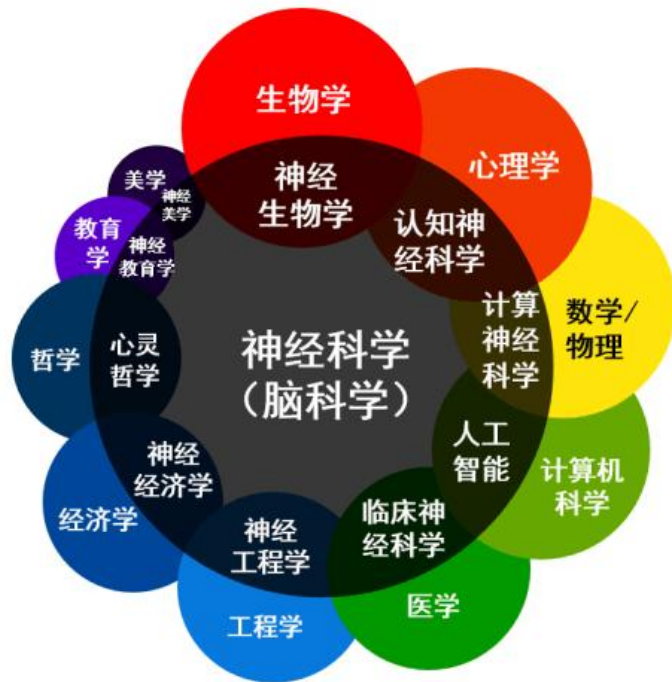 生物学
神经
生物学
心理学
认知神
经科学
数学/
物理
计算
神经
科学
计算机
科学
人工
智能
医学
临床神
经科学
工程学
神经
工程学
经济学
神经
经济学
哲学
心灵
哲学
教育
学
神经
教育学
美学
神经
美学
神经科学
（脑科学）